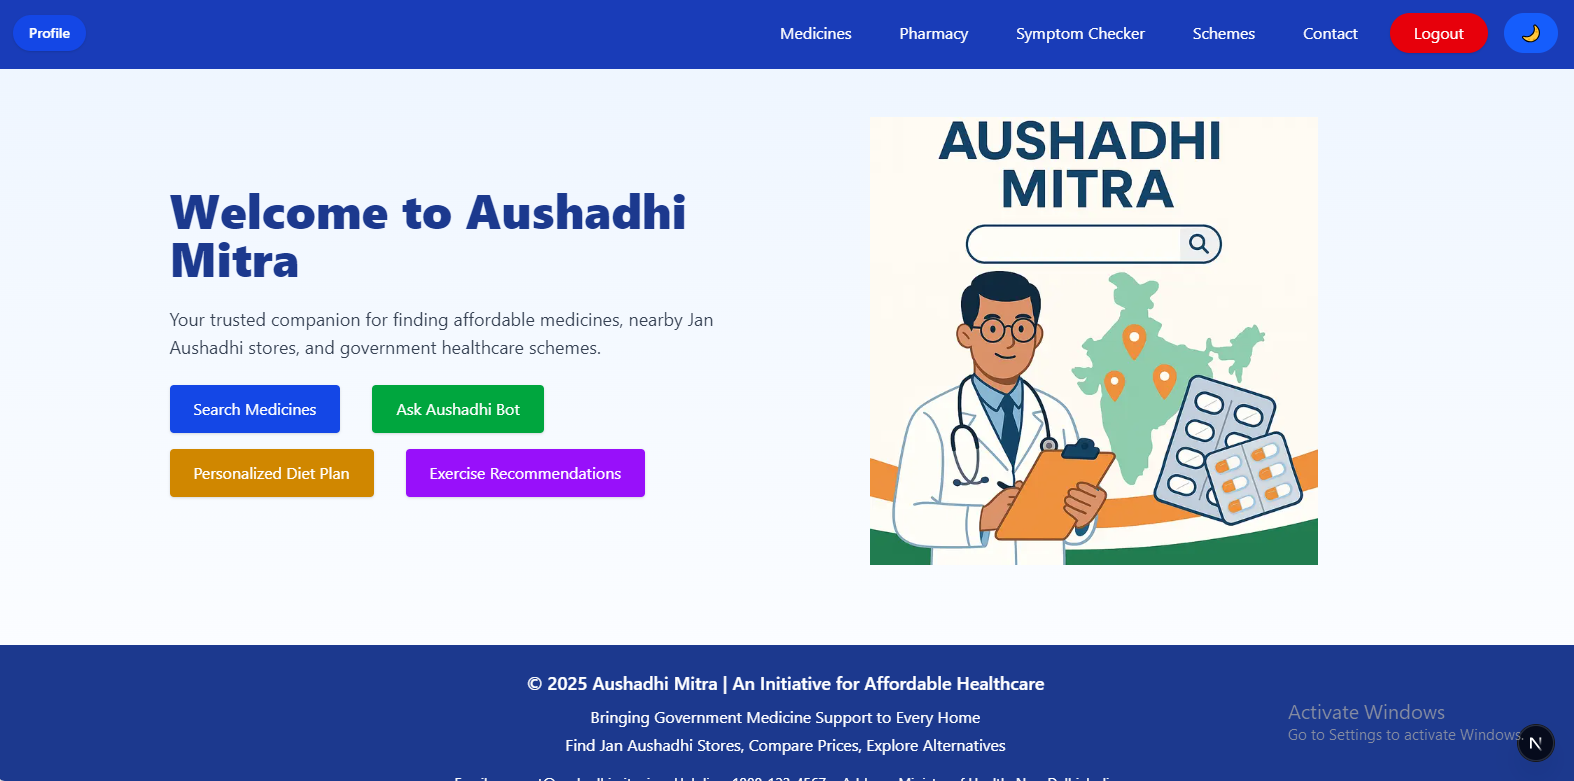 Profile
Medicines
Pharmacy
Symptom Checker
Schemes
Contact
Logout
Welcome to Aushadhi
Mitra
Your trusted companion for finding affordable medicines, nearby Jan
Aushadhi stores, and government healthcare schemes.
Search Medicines
Ask Aushadhi Bot
Personalized Diet Plan
Exercise Recommendations
AUSHADHI
MITRA
© 2025 Aushadhi Mitra | An Initiative for Affordable Healthcare
Bringing Government Medicine Support to Every Home
Find Jan Aushadhi Stores, Compare Prices, Explore Alternatives
Activate Windows
Go to Settings to activate Windows.
N